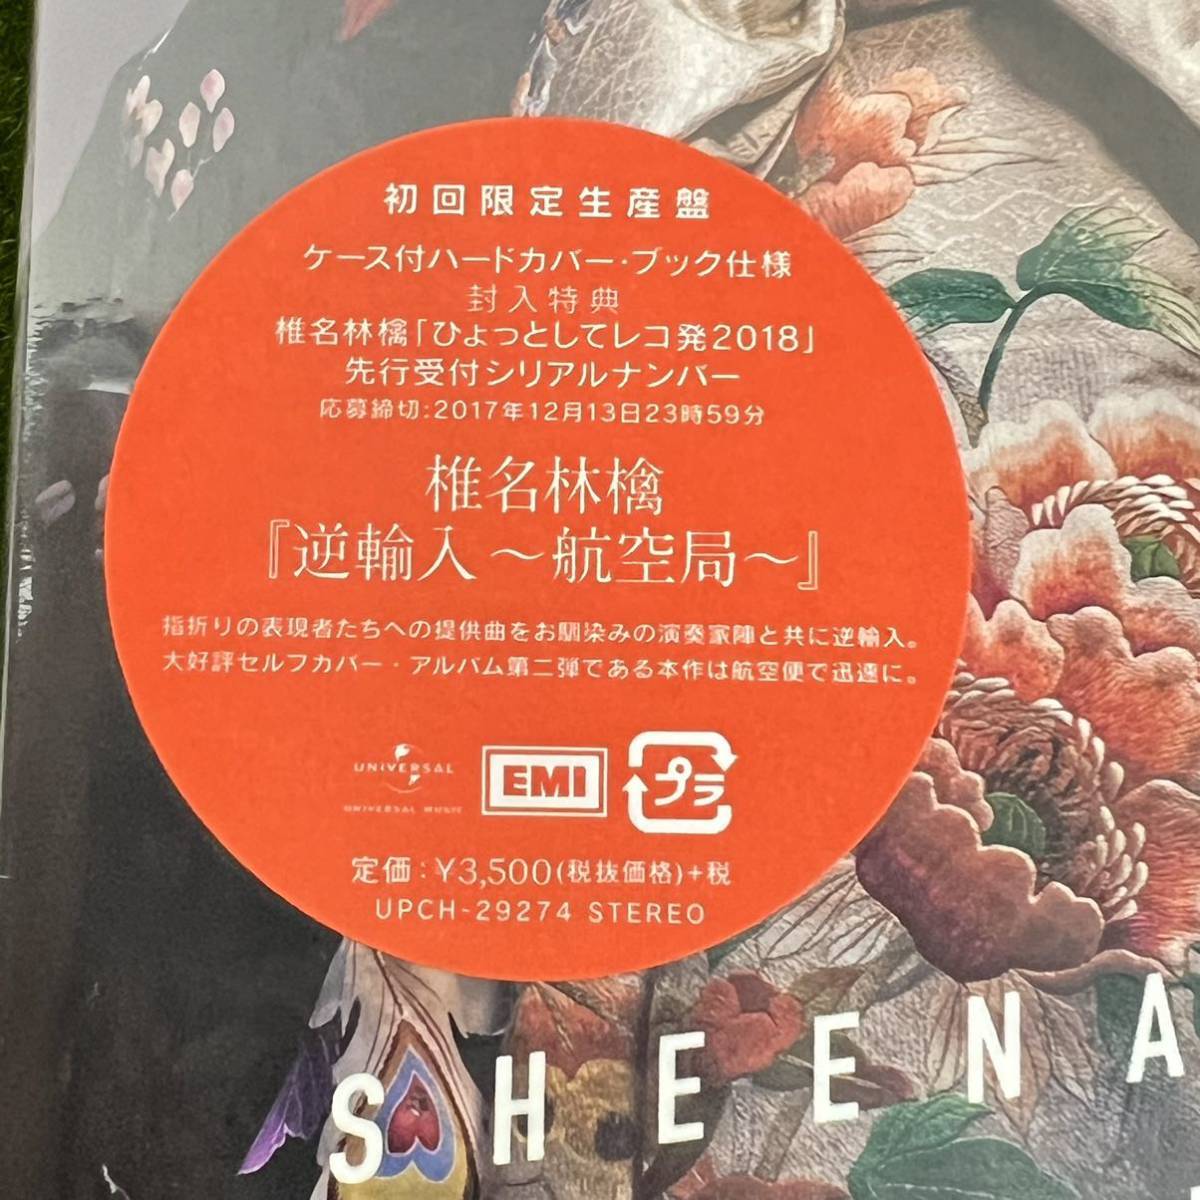 初回限定生産盤
ケース付ハードカバー・ブック仕様
封入特典
椎名林檎「ひょっとしてレコ発2018」
先行受付シリアルナンバー
応募締切:2017年12月13日23時59分
椎名林檎
『逆輸入～航空局～』
指折りの表現者たちへの提供曲をお馴染みの演奏家陣と共に逆輸入。
大好評セルフカバー・アルバム第二弾である本作は航空便で迅速に。
UNIVERSAL
UNIVERSAL MUSIC
EMI
プラ
定価:¥3,500(税抜価格)+税
UPCH-29274 STEREO
SHEENA